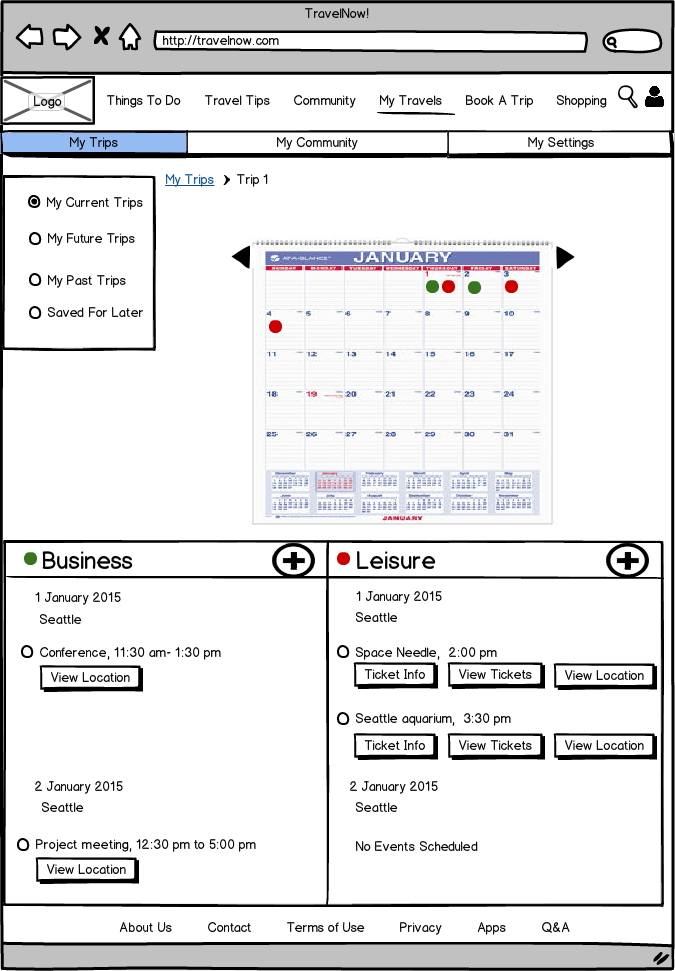 TravelNow!
http://travelnow.com
Logo
Things To Do Travel Tips Community My Travels Book A Trip Shopping
My Trips My Community My Settings
My Trips Trip 1
My Current Trips
My Future Trips
My Past Trips
Saved For Later
AT-A-GLANCE JANUARY
SUNDAY MONDAY TUESDAY WEDNESDAY THURSDAY FRIDAY SATURDAY
1 2 3
4 5 6 7 8 9 10
11 12 13 14 15 16 17
18 19 20 21 22 23 24
25 26 27 28 29 30 31
December January February March April May
June July August September October November
JANUARY
Business
1 January 2015
Seattle
Conference, 11:30 am- 1:30 pm
View Location
2 January 2015
Seattle
Project meeting, 12:30 pm to 5:00 pm
View Location
Leisure
1 January 2015
Seattle
Space Needle, 2:00 pm
Ticket Info View Tickets View Location
Seattle aquarium, 3:30 pm
Ticket Info View Tickets View Location
2 January 2015
Seattle
No Events Scheduled
About Us Contact Terms of Use Privacy Apps Q&A